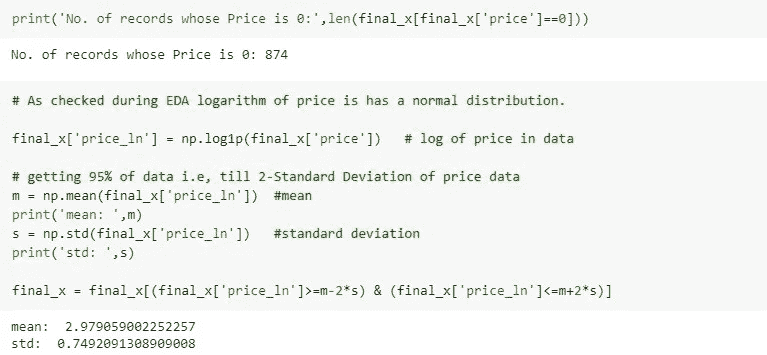 print('No. of records whose Price is 0:',len(final_x[final_x['price']==0]))
No. of records whose Price is 0: 874
# As checked during EDA logarithm of price is has a normal distribution.
final_x['price_ln'] = np.log1p(final_x['price'])   # log of price in data
# getting 95% of data i.e, till 2-Standard Deviation of price data
m = np.mean(final_x['price_ln'])  #mean
print('mean: ',m)
s = np.std(final_x['price_ln'])   #standard deviation
print('std: ',s)
final_x = final_x[(final_x['price_ln']>=m-2*s) & (final_x['price_ln']<=m+2*s)]
mean:  2.979059002252257
std:  0.7492091308909008